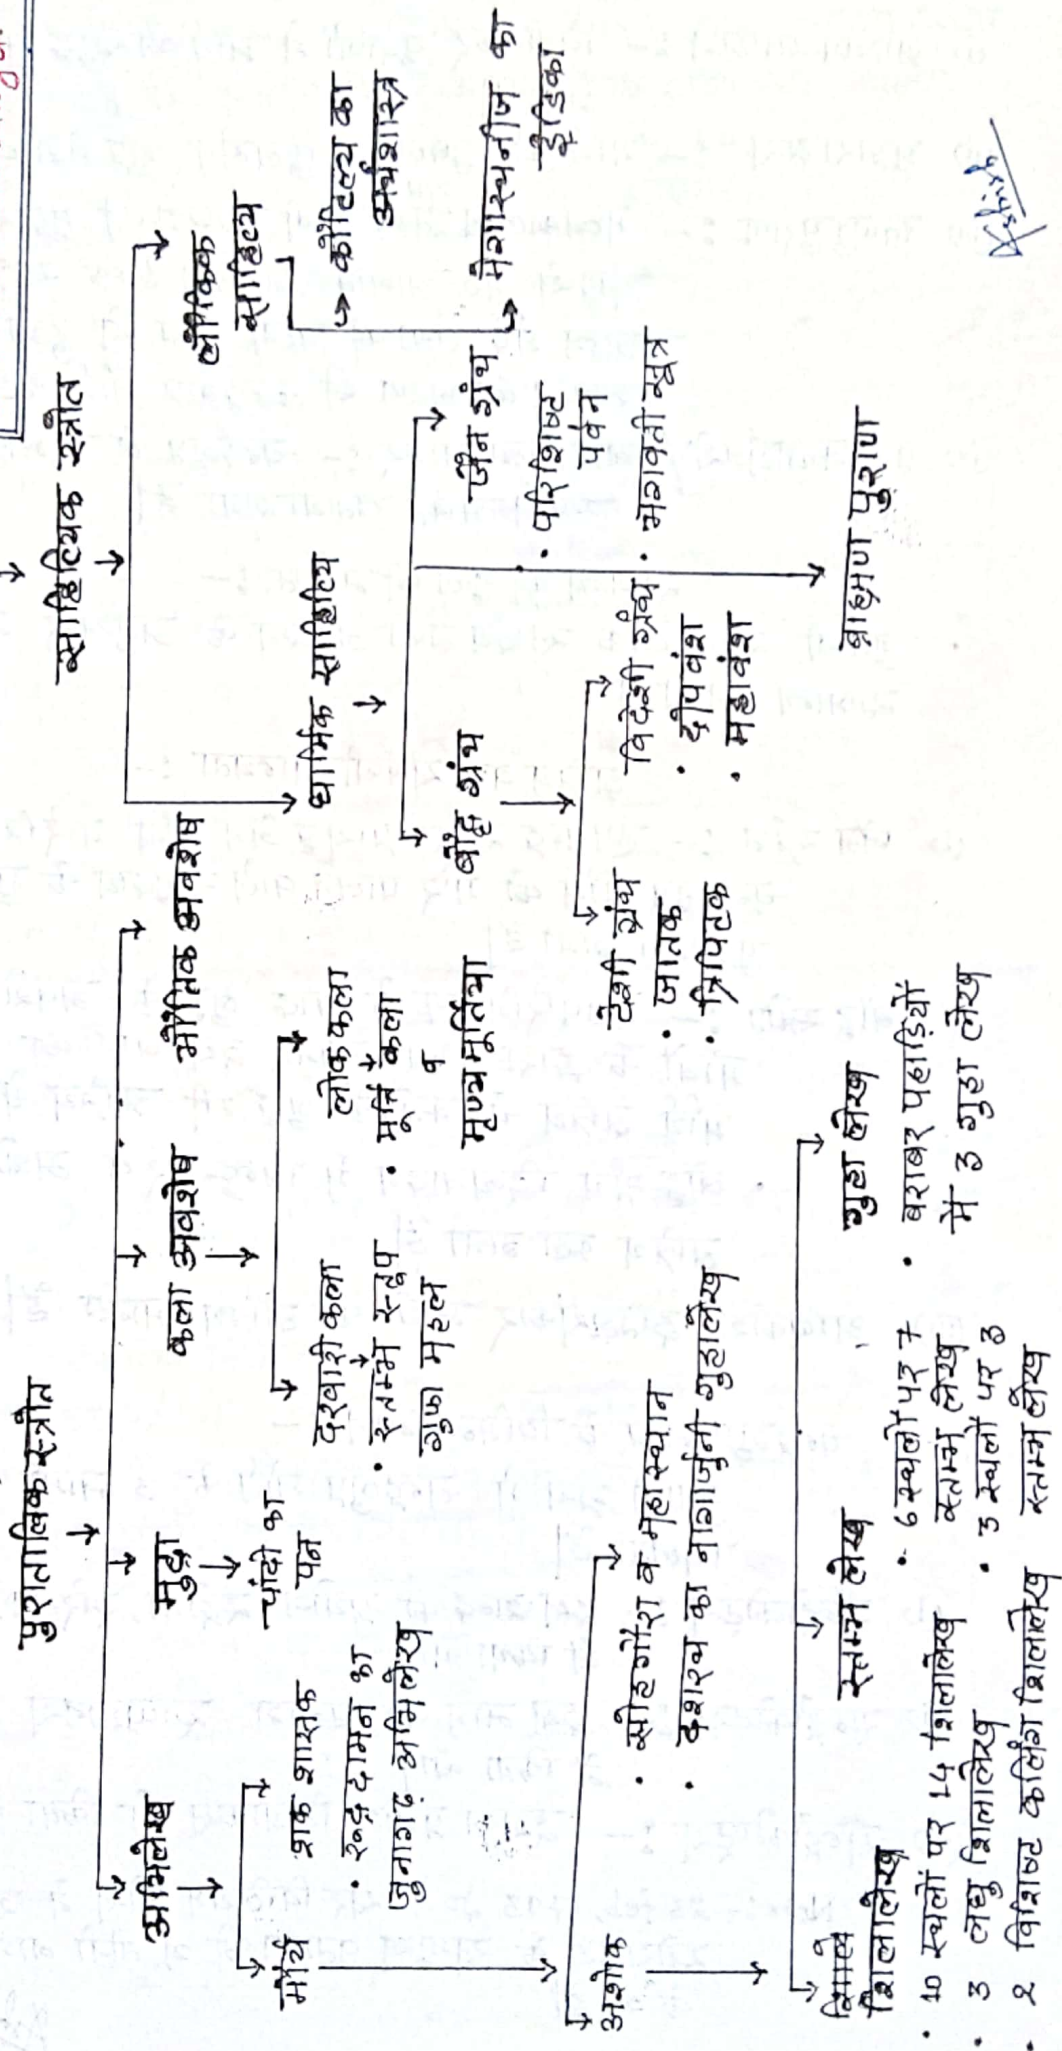 पुरातात्विक स्त्रोत
साहित्यिक स्त्रोत
अभिलेख
मुद्रा
कला अवशेष
भौतिक अवशेष
मौर्य
शक शासक
• रुद्रदामन का
जुनागढ़ अभिलेख
चांदी का
पन
दरबारी कला
• स्तम्भ स्तूप
गुफा महल
लोक कला
• मूर्ति कला
व
मृण्मूर्तियां
धार्मिक साहित्य
लौकिक
साहित्य
→ कौटिल्य का
अर्थशास्त्र
→ मेगास्थनीज का
इंडिका
बौद्ध ग्रंथ
जैन ग्रंथ
• परिशिष्ट
पर्वन
• भगवती सूत्र
देशी ग्रंथ
• जातक
• त्रिपिटक
विदेशी ग्रंथ
• दीपवंश
• महावंश
ब्राह्मण पुराण
अशोक
• सोहगौरा व महास्थान
• दशरथ का नागार्जुनी गुहालेख
शिलालेख
• 10 स्थलों पर 14 शिलालेख
• 3 लघु शिलालेख
• 2 विशिष्ट कलिंग शिलालेख
स्तम्भ लेख
• 6 स्थलों पर 7
स्तम्भ लेख
• 3 स्थलों पर 3
स्तम्भ लेख
गुहा लेख
• बराबर पहाड़ियों
में 3 गुहा लेख